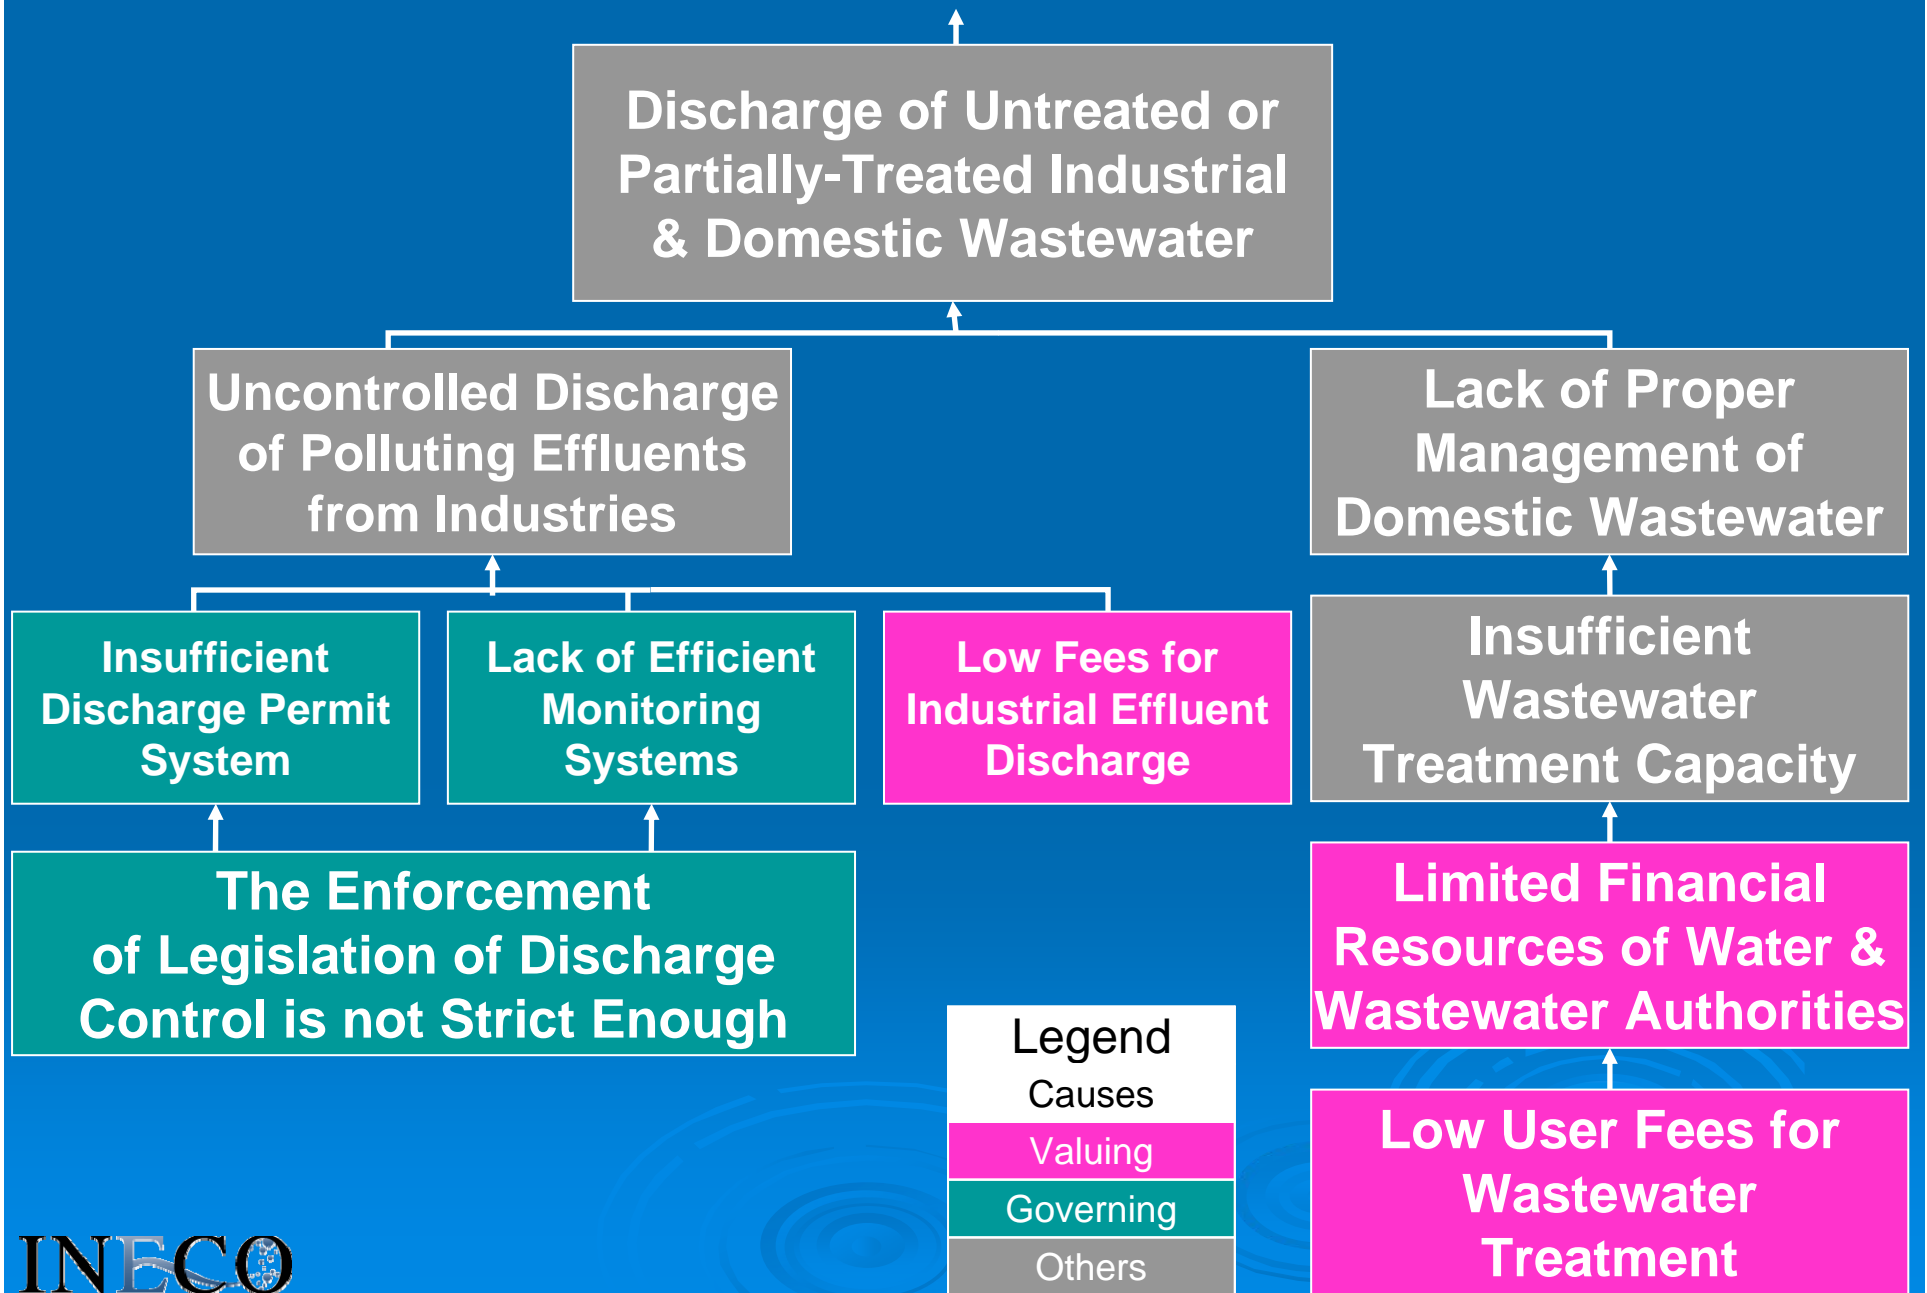 Discharge of Untreated or
Partially-Treated Industrial
& Domestic Wastewater
Uncontrolled Discharge
of Polluting Effluents
from Industries
Lack of Proper
Management of
Domestic Wastewater
Insufficient
Discharge Permit
System
Lack of Efficient
Monitoring
Systems
Low Fees for
Industrial Effluent
Discharge
Insufficient
Wastewater
Treatment Capacity
The Enforcement
of Legislation of Discharge
Control is not Strict Enough
Limited Financial
Resources of Water &
Wastewater Authorities
Low User Fees for
Wastewater
Treatment
Legend
Causes
Valuing
Governing
Others
INECO